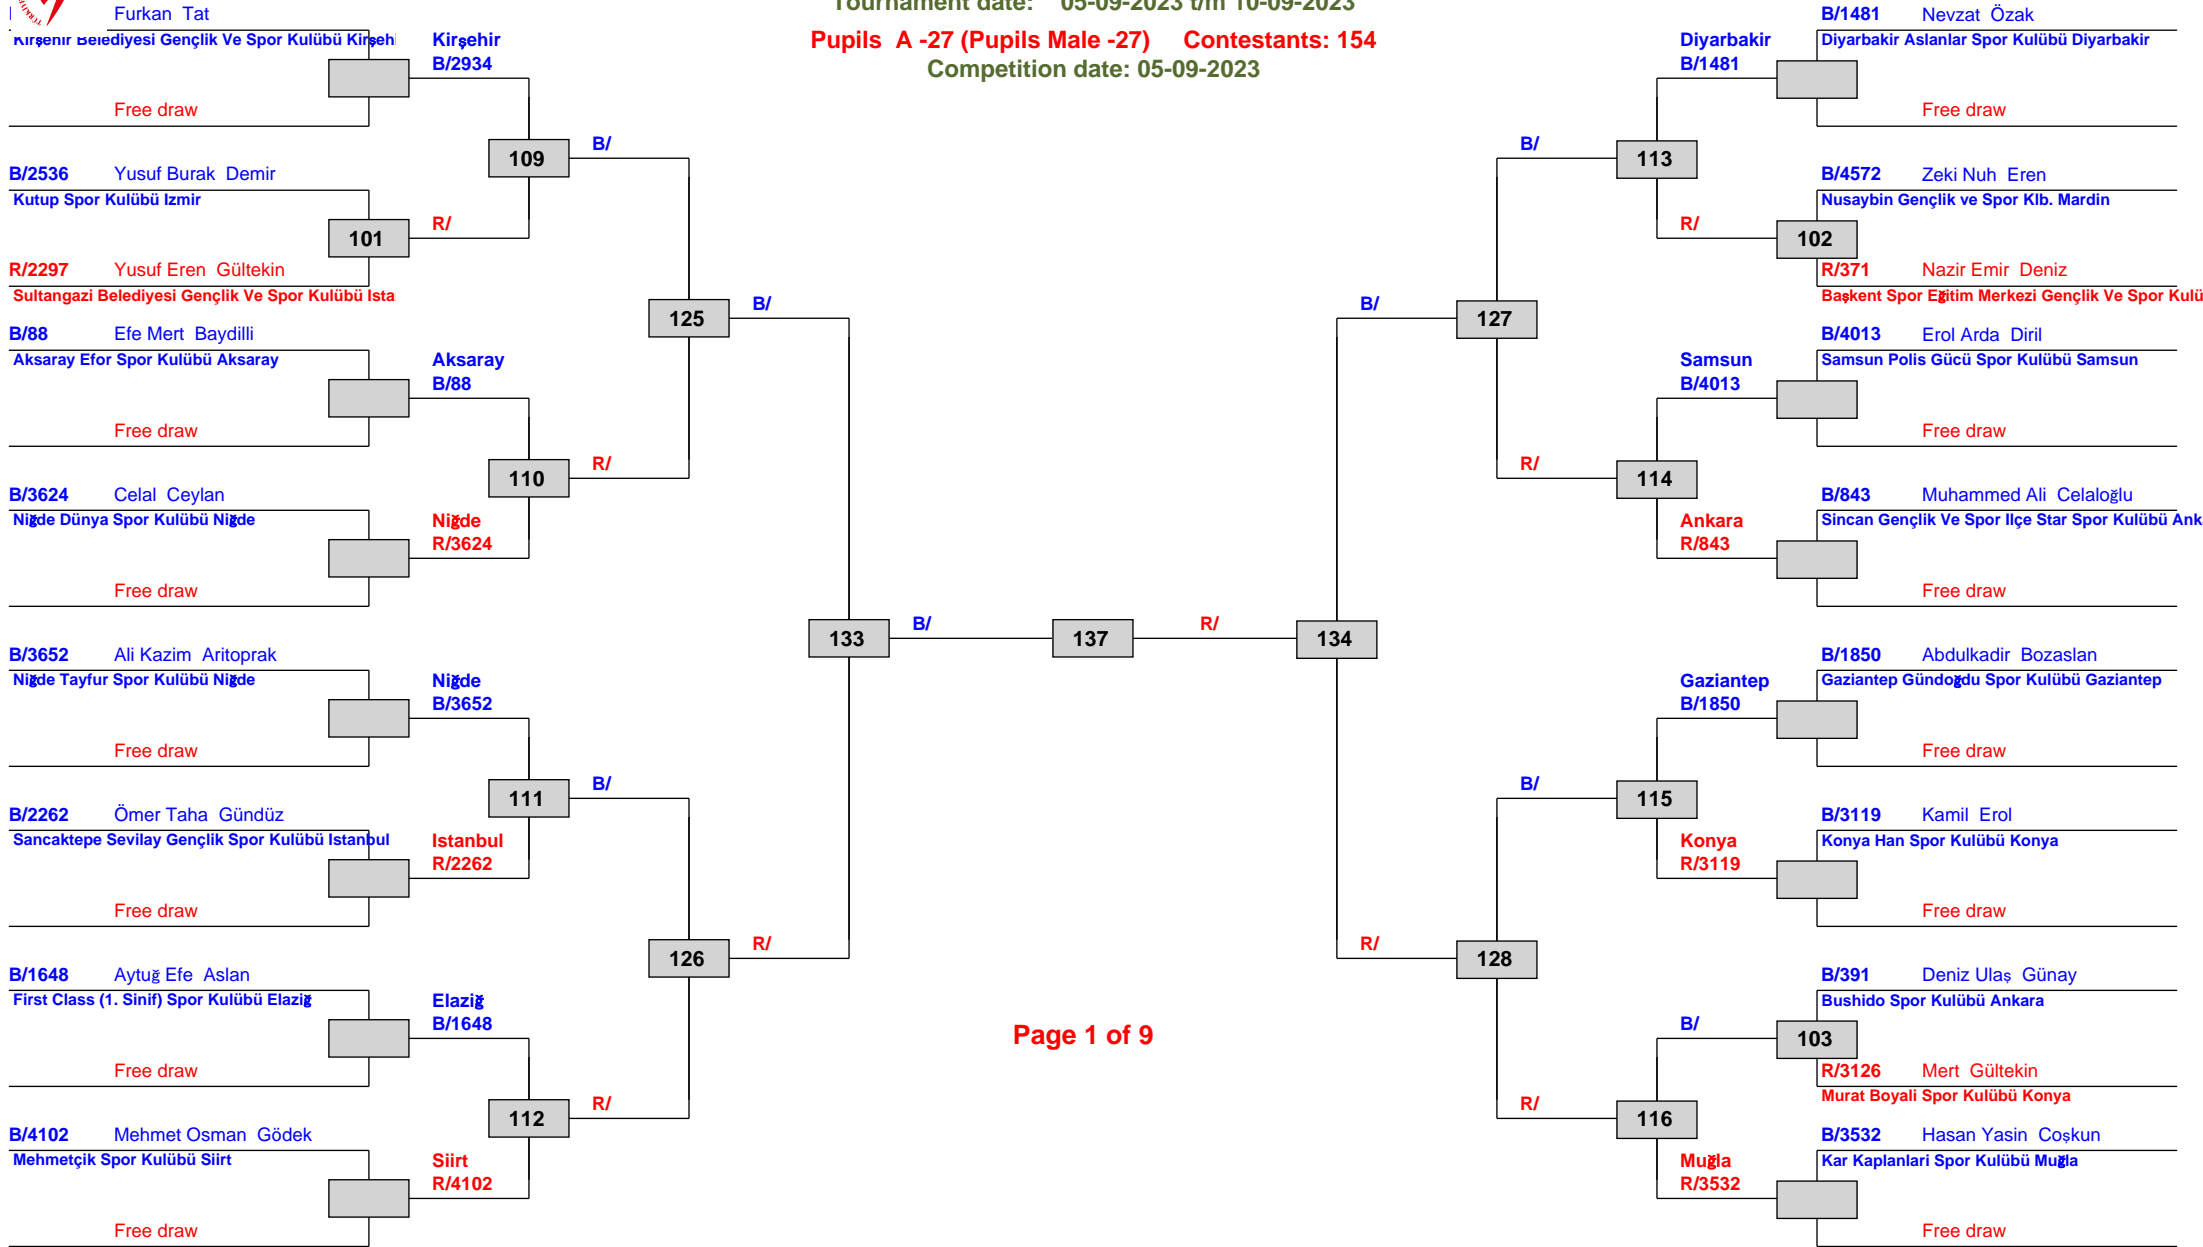 Furkan Tat
Kirşehir Belediyesi Gençlik Ve Spor Kulübü Kirşehi
Kirşehir
B/2934
Free draw
B/2536 Yusuf Burak Demir
Kutup Spor Kulübü Izmir
101
R/2297 Yusuf Eren Gültekin
Sultangazi Belediyesi Gençlik Ve Spor Kulübü Ista
R/
109
B/
B/88 Efe Mert Baydilli
Aksaray Efor Spor Kulübü Aksaray
Aksaray
B/88
Free draw
B/3624 Celal Ceylan
Niğde Dünya Spor Kulübü Niğde
Niğde
R/3624
Free draw
110
R/
125
B/
B/3652 Ali Kazim Aritoprak
Niğde Tayfur Spor Kulübü Niğde
Niğde
B/3652
Free draw
B/2262 Ömer Taha Gündüz
Sancaktepe Sevilay Gençlik Spor Kulübü Istanbul
Istanbul
R/2262
Free draw
111
B/
B/1648 Aytuğ Efe Aslan
First Class (1. Sinif) Spor Kulübü Elaziğ
Elaziğ
B/1648
Free draw
B/4102 Mehmet Osman Gödek
Mehmetçik Spor Kulübü Siirt
Siirt
R/4102
Free draw
112
R/
126
R/
133
B/
Tournament date: 05-09-2023 t/m 10-09-2023
Pupils A -27 (Pupils Male -27) Contestants: 154
Competition date: 05-09-2023
137
Page 1 of 9
R/
134
B/
127
B/
113
Diyarbakir
B/1481
B/1481 Nevzat Özak
Diyarbakir Aslanlar Spor Kulübü Diyarbakir
Free draw
R/
102
B/4572 Zeki Nuh Eren
Nusaybin Gençlik ve Spor Klb. Mardin
R/371 Nazir Emir Deniz
Başkent Spor Eğitim Merkezi Gençlik Ve Spor Kulü
R/
114
Samsun
B/4013
B/4013 Erol Arda Diril
Samsun Polis Gücü Spor Kulübü Samsun
Free draw
Ankara
R/843
B/843 Muhammed Ali Celaloğlu
Sincan Gençlik Ve Spor Ilçe Star Spor Kulübü Ank
Free draw
R/
128
B/
115
Gaziantep
B/1850
B/1850 Abdulkadir Bozaslan
Gaziantep Gündoğdu Spor Kulübü Gaziantep
Free draw
Konya
R/3119
B/3119 Kamil Erol
Konya Han Spor Kulübü Konya
Free draw
R/
116
B/
103
B/391 Deniz Ulaş Günay
Bushido Spor Kulübü Ankara
R/3126 Mert Gültekin
Murat Boyali Spor Kulübü Konya
Muğla
R/3532
B/3532 Hasan Yasin Coşkun
Kar Kaplanlari Spor Kulübü Muğla
Free draw